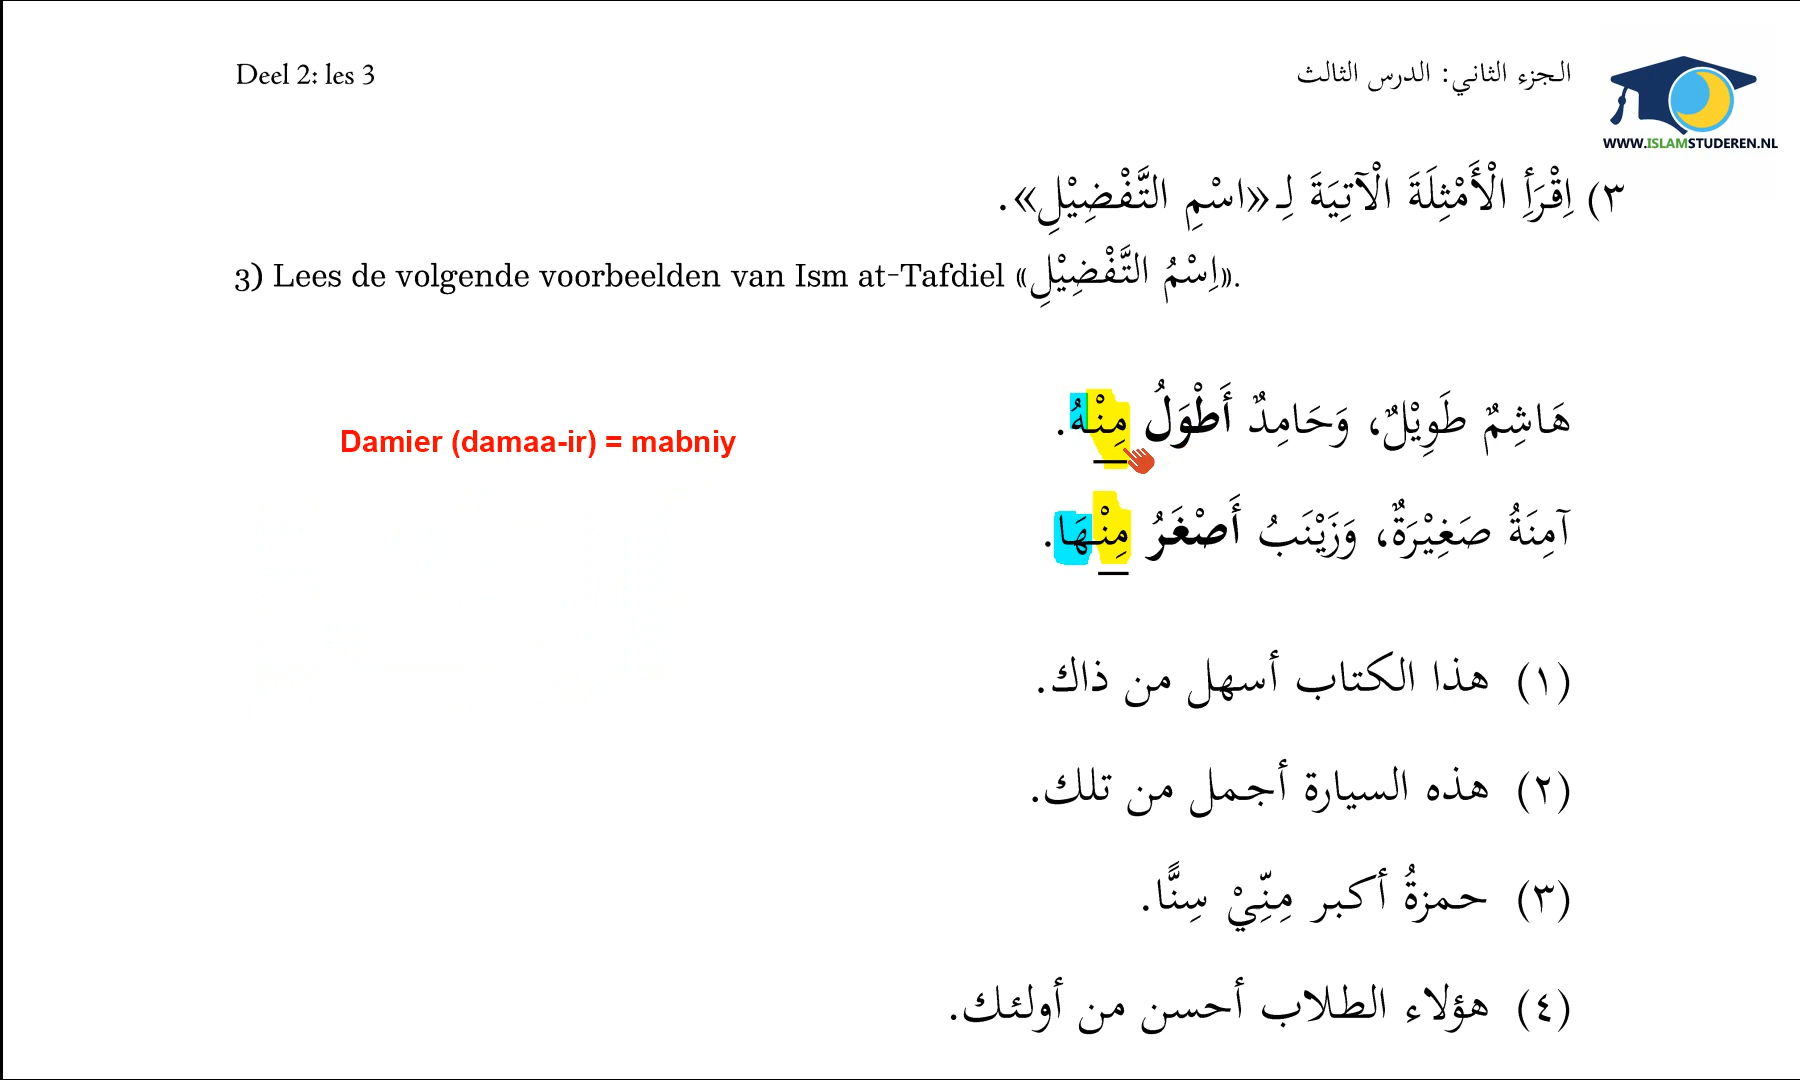 Deel 2: les 3
الجزء الثاني: الدرس الثالث
WWW.ISLAMSTUDEREN.NL
٣) اِقْرَأِ الْأَمْثِلَةَ الْآتِيَةَ لِـ«اسْمِ التَّفْضِيْلِ».
3) Lees de volgende voorbeelden van Ism at-Tafdiel «اِسْمُ التَّفْضِيْلِ».
هَاشِمٌ طَوِيْلٌ، وَحَامِدٌ أَطْوَلُ مِنْهُ.
Damier (damaa-ir) = mabniy
آمِنَةُ صَغِيْرَةٌ، وَزَيْنَبُ أَصْغَرُ مِنْهَا.
(١) هذا الكتاب أسهل من ذاك.
(٢) هذه السيارة أجمل من تلك.
(٣) حمزةُ أكبر مِنِّيْ سِنًّا.
(٤) هؤلاء الطلاب أحسن من أولئك.